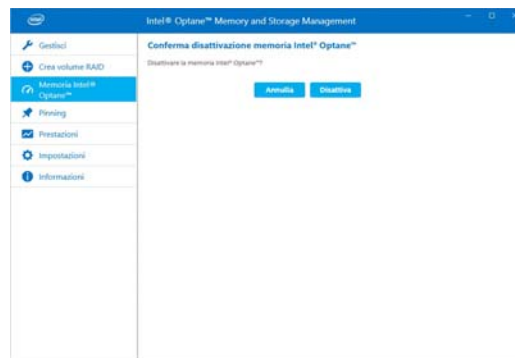 intel
Intel® Optane™ Memory and Storage Management
Gestisci
Crea volume RAID
Memoria Intel®
Optane™
Pinning
Prestazioni
Impostazioni
Informazioni
Conferma disattivazione memoria Intel® Optane™
Disattivare la memoria Intel® Optane™?
Annulla
Disattiva